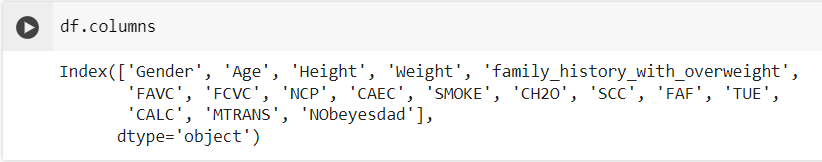 df.columns
Index(['Gender', 'Age', 'Height', 'Weight', 'family_history_with_overweight',
'FAVC', 'FCVC', 'NCP', 'CAEC', 'SMOKE', 'CH2O', 'SCC', 'FAF', 'TUE',
'CALC', 'MTRANS', 'NObeyesdad'],
dtype='object')